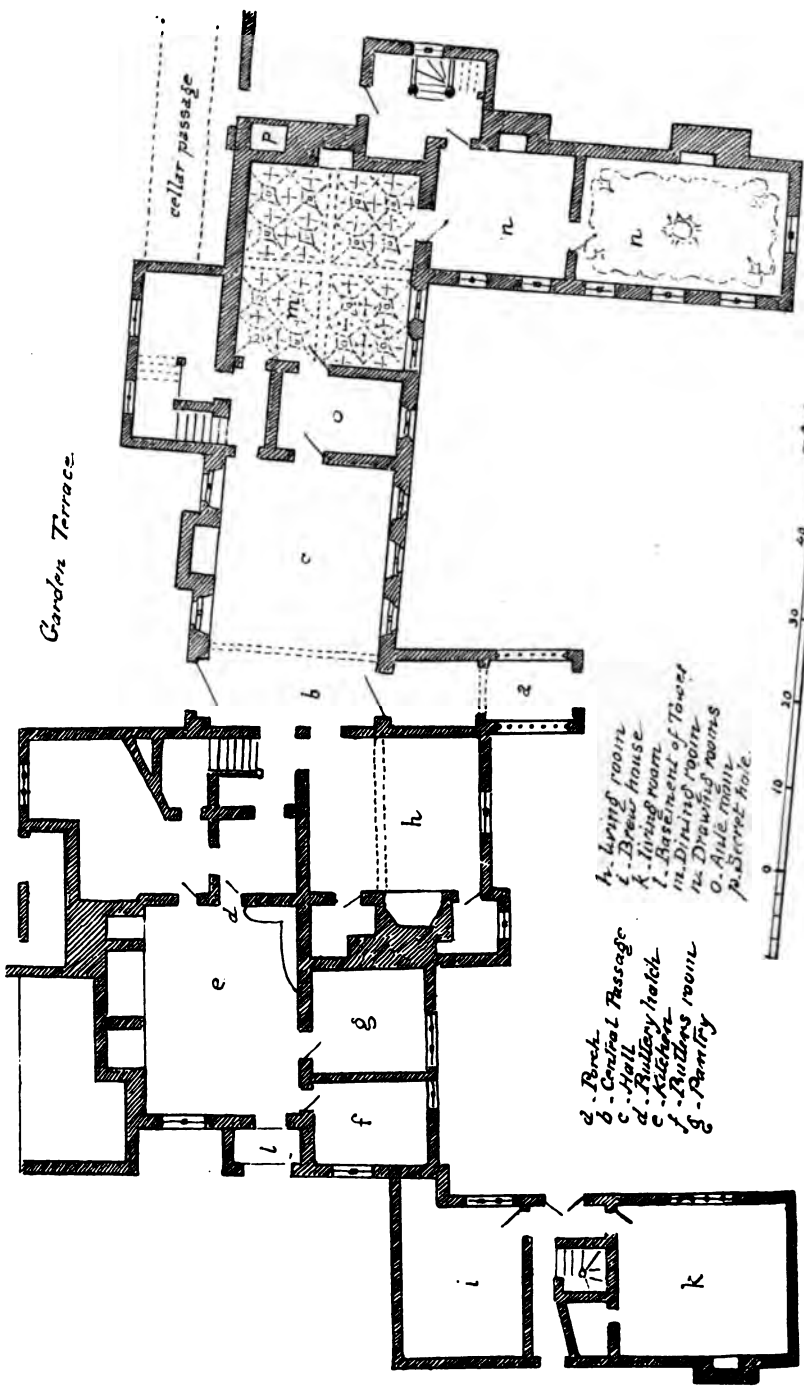 Garden Terrace
cellar passage
p
m
n
n
o
c
b
a
d
e
h
g
f
l
i
k
a - Porch
b - Central Passage
c - Hall
d - Buttery hatch
e - Kitchen
f - Butlers room
g - Pantry
h - Living room
i - Brew house
k - living room
l - Basement of Tower
m. Dining room
n. Drawing rooms
o. Aisle room
p. Secret hole.
0
10
20
30
40